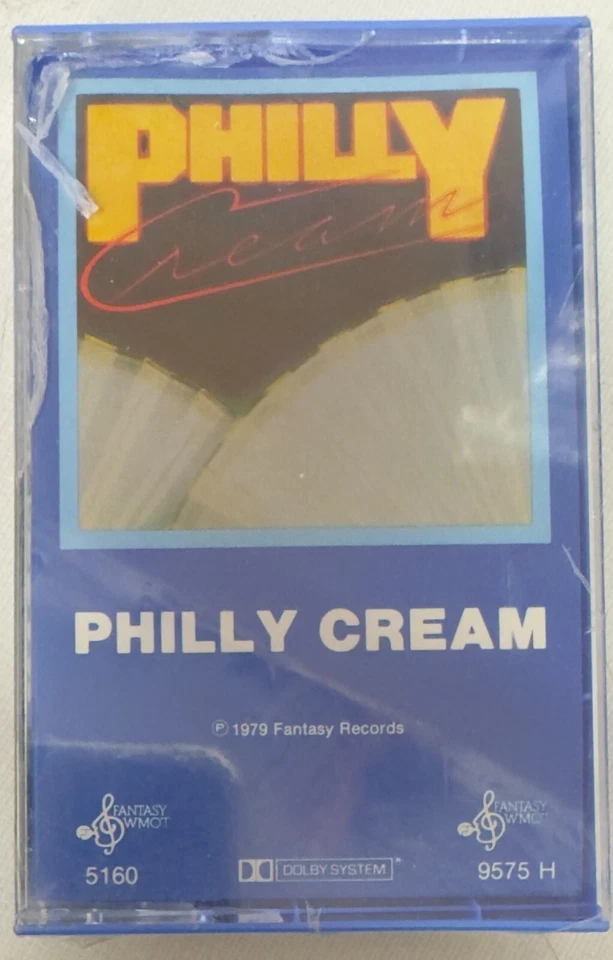 PHILLY
Cream
PHILLY CREAM
Ⓟ 1979 Fantasy Records
FANTASY
WMOT
FANTASY
WMOT
5160
DOLBY SYSTEM
9575 H